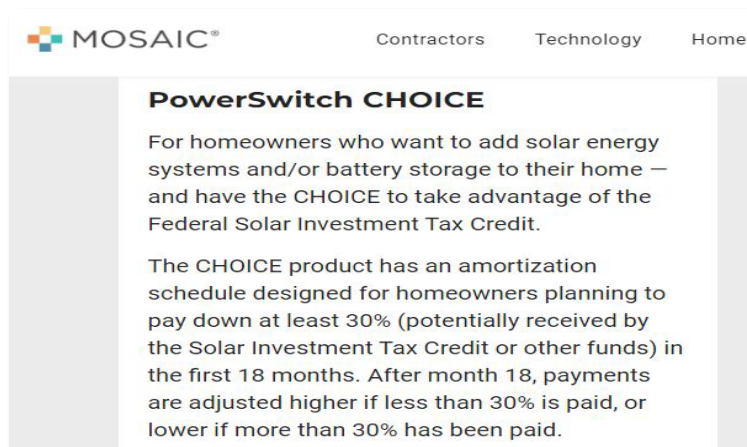 MOSAIC® Contractors Technology Home
PowerSwitch CHOICE
For homeowners who want to add solar energy
systems and/or battery storage to their home —
and have the CHOICE to take advantage of the
Federal Solar Investment Tax Credit.
The CHOICE product has an amortization
schedule designed for homeowners planning to
pay down at least 30% (potentially received by
the Solar Investment Tax Credit or other funds) in
the first 18 months. After month 18, payments
are adjusted higher if less than 30% is paid, or
lower if more than 30% has been paid.